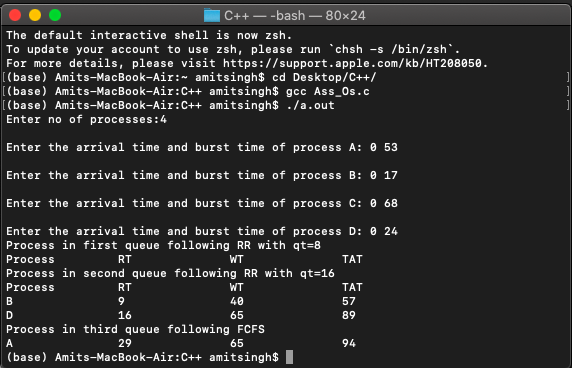 C++ — -bash — 80×24
The default interactive shell is now zsh.
To update your account to use zsh, please run `chsh -s /bin/zsh`.
For more details, please visit https://support.apple.com/kb/HT208050.
[(base) Amits-MacBook-Air:~ amitsingh$ cd Desktop/C++/
[(base) Amits-MacBook-Air:C++ amitsingh$ gcc Ass_Os.c
[(base) Amits-MacBook-Air:C++ amitsingh$ ./a.out
Enter no of processes:4
Enter the arrival time and burst time of process A: 0 53
Enter the arrival time and burst time of process B: 0 17
Enter the arrival time and burst time of process C: 0 68
Enter the arrival time and burst time of process D: 0 24
Process in first queue following RR with qt=8
Process RT WT TAT
Process in second queue following RR with qt=16
Process RT WT TAT
B 9 40 57
D 16 65 89
Process in third queue following FCFS
A 29 65 94
(base) Amits-MacBook-Air:C++ amitsingh$